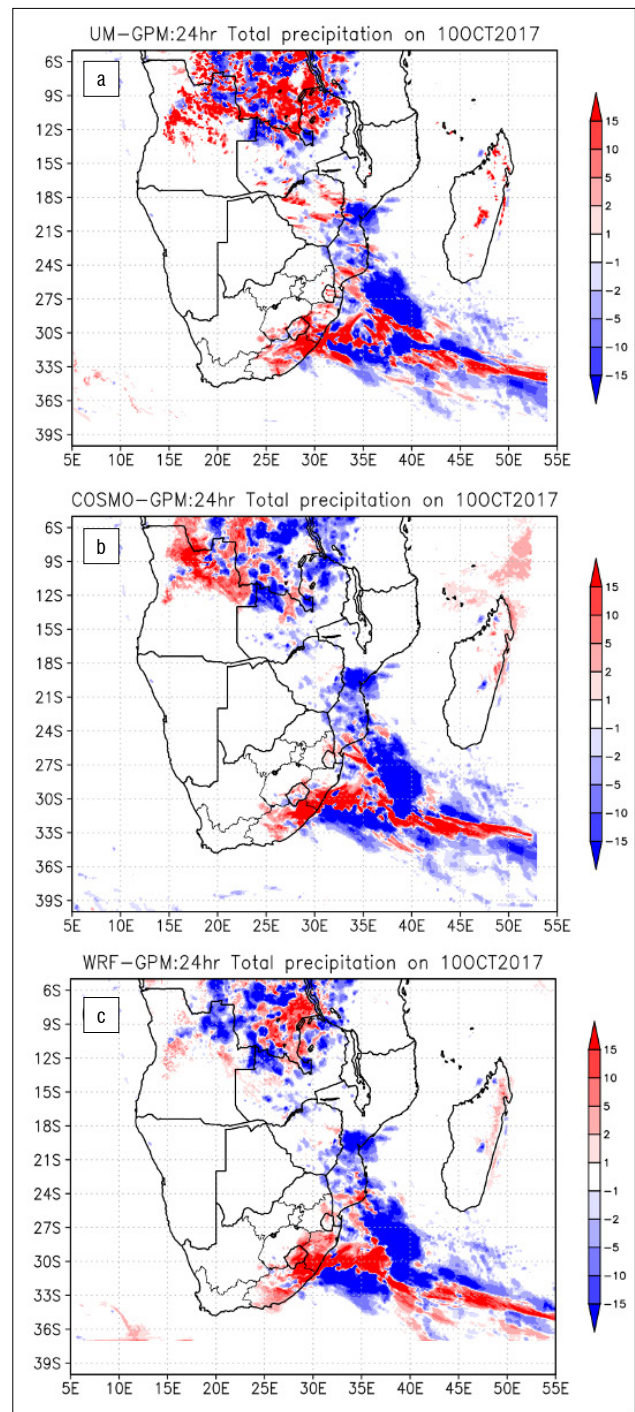 UM-GPM:24hr Total precipitation on 10OCT2017
a
6S
9S
12S
15S
18S
21S
24S
27S
30S
33S
36S
39S
5E 10E 15E 20E 25E 30E 35E 40E 45E 50E 55E
15
10
5
2
1
-1
-2
-5
-10
-15
COSMO-GPM:24hr Total precipitation on 10OCT2017
b
6S
9S
12S
15S
18S
21S
24S
27S
30S
33S
36S
39S
5E 10E 15E 20E 25E 30E 35E 40E 45E 50E 55E
15
10
5
2
1
-1
-2
-5
-10
-15
WRF-GPM:24hr Total precipitation on 10OCT2017
c
6S
9S
12S
15S
18S
21S
24S
27S
30S
33S
36S
39S
5E 10E 15E 20E 25E 30E 35E 40E 45E 50E 55E
15
10
5
2
1
-1
-2
-5
-10
-15